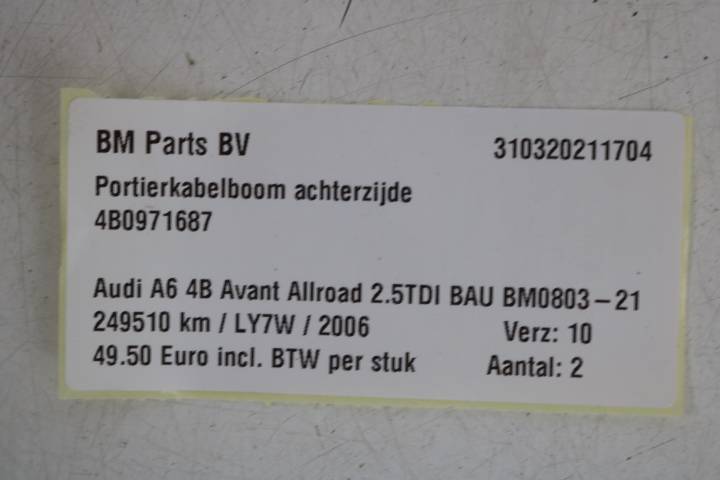 BM Parts BV 310320211704
Portierkabelboom achterzijde
4B0971687
Audi A6 4B Avant Allroad 2.5TDI BAU BM0803-21
249510 km / LY7W / 2006 Verz: 10
49.50 Euro incl. BTW per stuk Aantal: 2